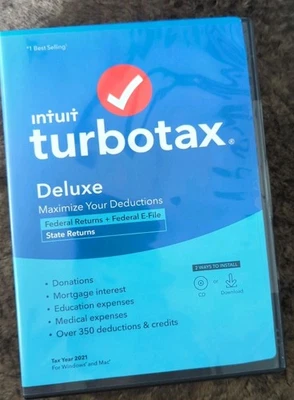 #1 Best Selling
intuit
turbotax®
Deluxe
Maximize Your Deductions
Federal Returns + Federal E-File
State Returns
• Donations
• Mortgage interest
• Education expenses
• Medical expenses
• Over 350 deductions & credits
2 WAYS TO INSTALL
CD or Download
Tax Year 2021
For Windows® and Mac®